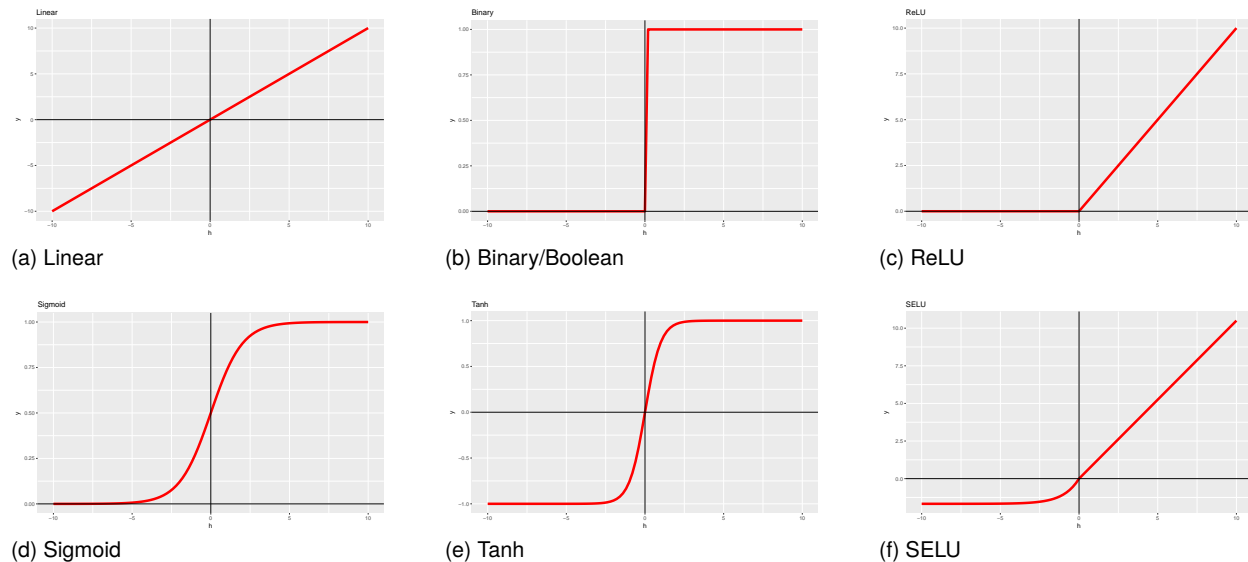 Linear
10
5
0
−5
−10
y
−10 −5 0 5 10
h
(a) Linear
Binary
1.00
0.75
0.50
0.25
0.00
y
−10 −5 0 5 10
h
(b) Binary/Boolean
ReLU
10.0
7.5
5.0
2.5
0.0
y
−10 −5 0 5 10
h
(c) ReLU
Sigmoid
1.00
0.75
0.50
0.25
0.00
y
−10 −5 0 5 10
h
(d) Sigmoid
Tanh
1.0
0.5
0.0
−0.5
−1.0
y
−10 −5 0 5 10
h
(e) Tanh
SELU
10.0
7.5
5.0
2.5
0.0
y
−10 −5 0 5 10
h
(f) SELU